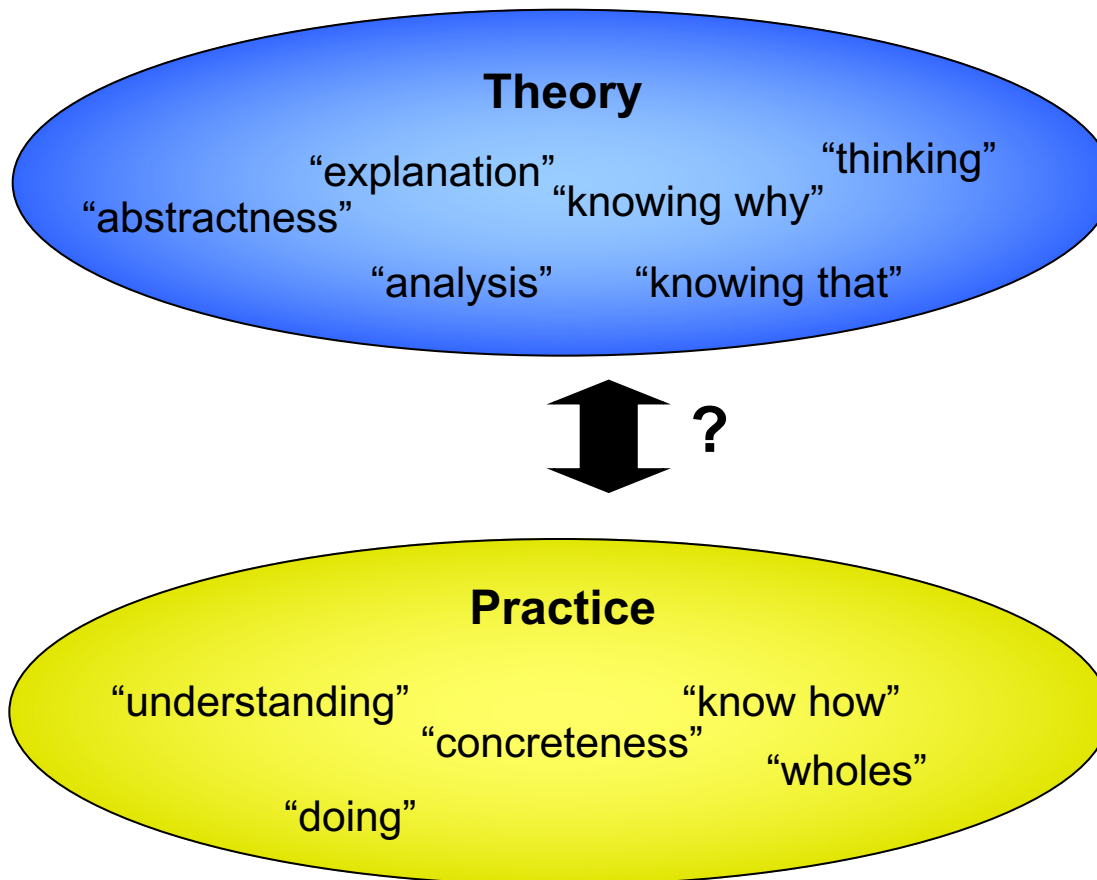 Theory
“explanation”
“thinking”
“knowing why”
“abstractness”
“analysis”
“knowing that”
?
Practice
“understanding”
“know how”
“concreteness”
“wholes”
“doing”